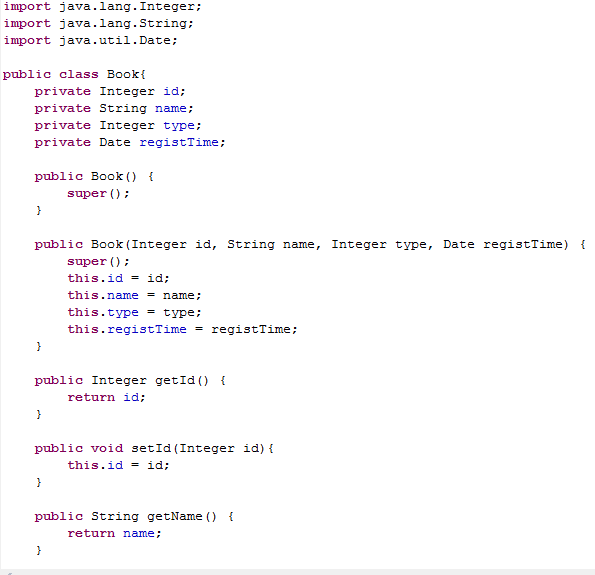 import java.lang.Integer;
import java.lang.String;
import java.util.Date;
public class Book{
private Integer id;
private String name;
private Integer type;
private Date registTime;
public Book() {
super();
}
public Book(Integer id, String name, Integer type, Date registTime) {
super();
this.id = id;
this.name = name;
this.type = type;
this.registTime = registTime;
}
public Integer getId() {
return id;
}
public void setId(Integer id){
this.id = id;
}
public String getName() {
return name;
}